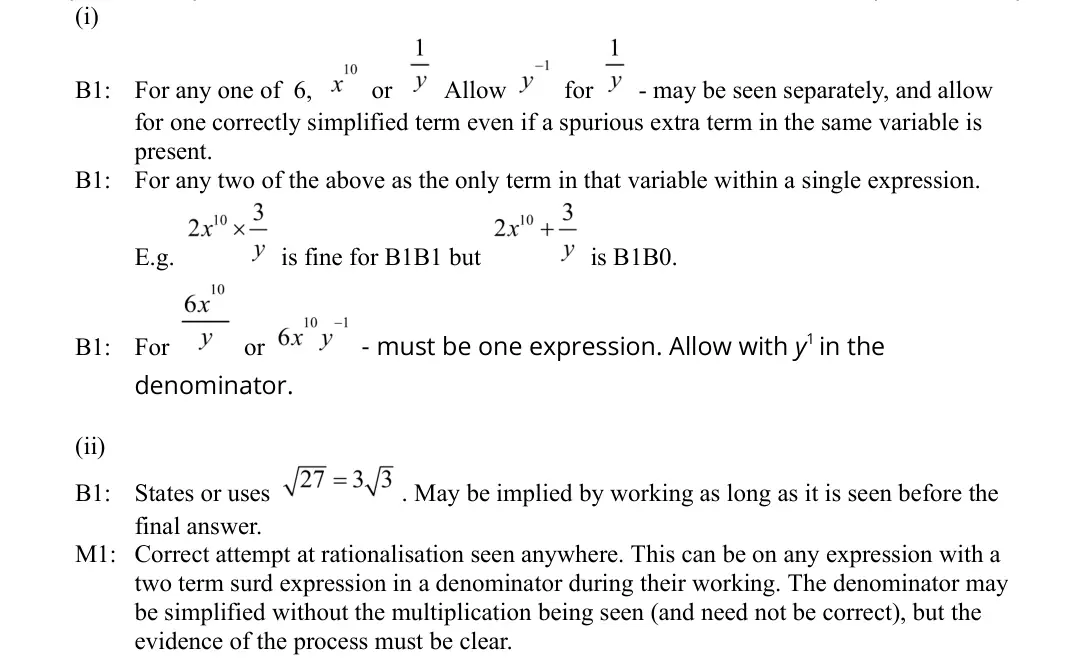 (i)
B1: For any one of 6, x^10 or 1/y Allow y^−1 for 1/y - may be seen separately, and allow
for one correctly simplified term even if a spurious extra term in the same variable is
present.
B1: For any two of the above as the only term in that variable within a single expression.
E.g. 2x^10 × 3/y is fine for B1B1 but 2x^10 + 3/y is B1B0.
B1: For 6x^10/y or 6x^10 y^−1 - must be one expression. Allow with y^1 in the
denominator.
(ii)
B1: States or uses √27 = 3√3 . May be implied by working as long as it is seen before the
final answer.
M1: Correct attempt at rationalisation seen anywhere. This can be on any expression with a
two term surd expression in a denominator during their working. The denominator may
be simplified without the multiplication being seen (and need not be correct), but the
evidence of the process must be clear.